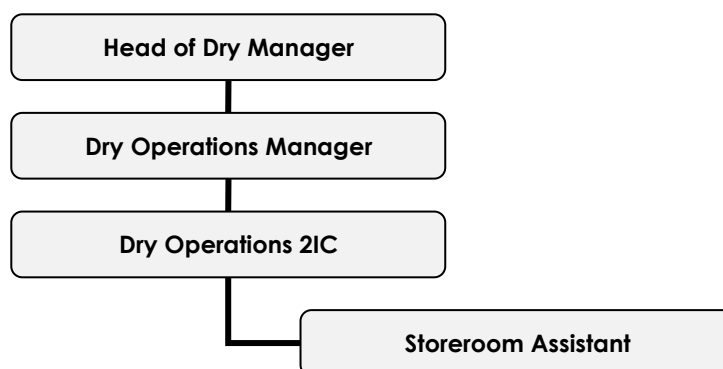 Head of Dry Manager
Dry Operations Manager
Dry Operations 2IC
Storeroom Assistant